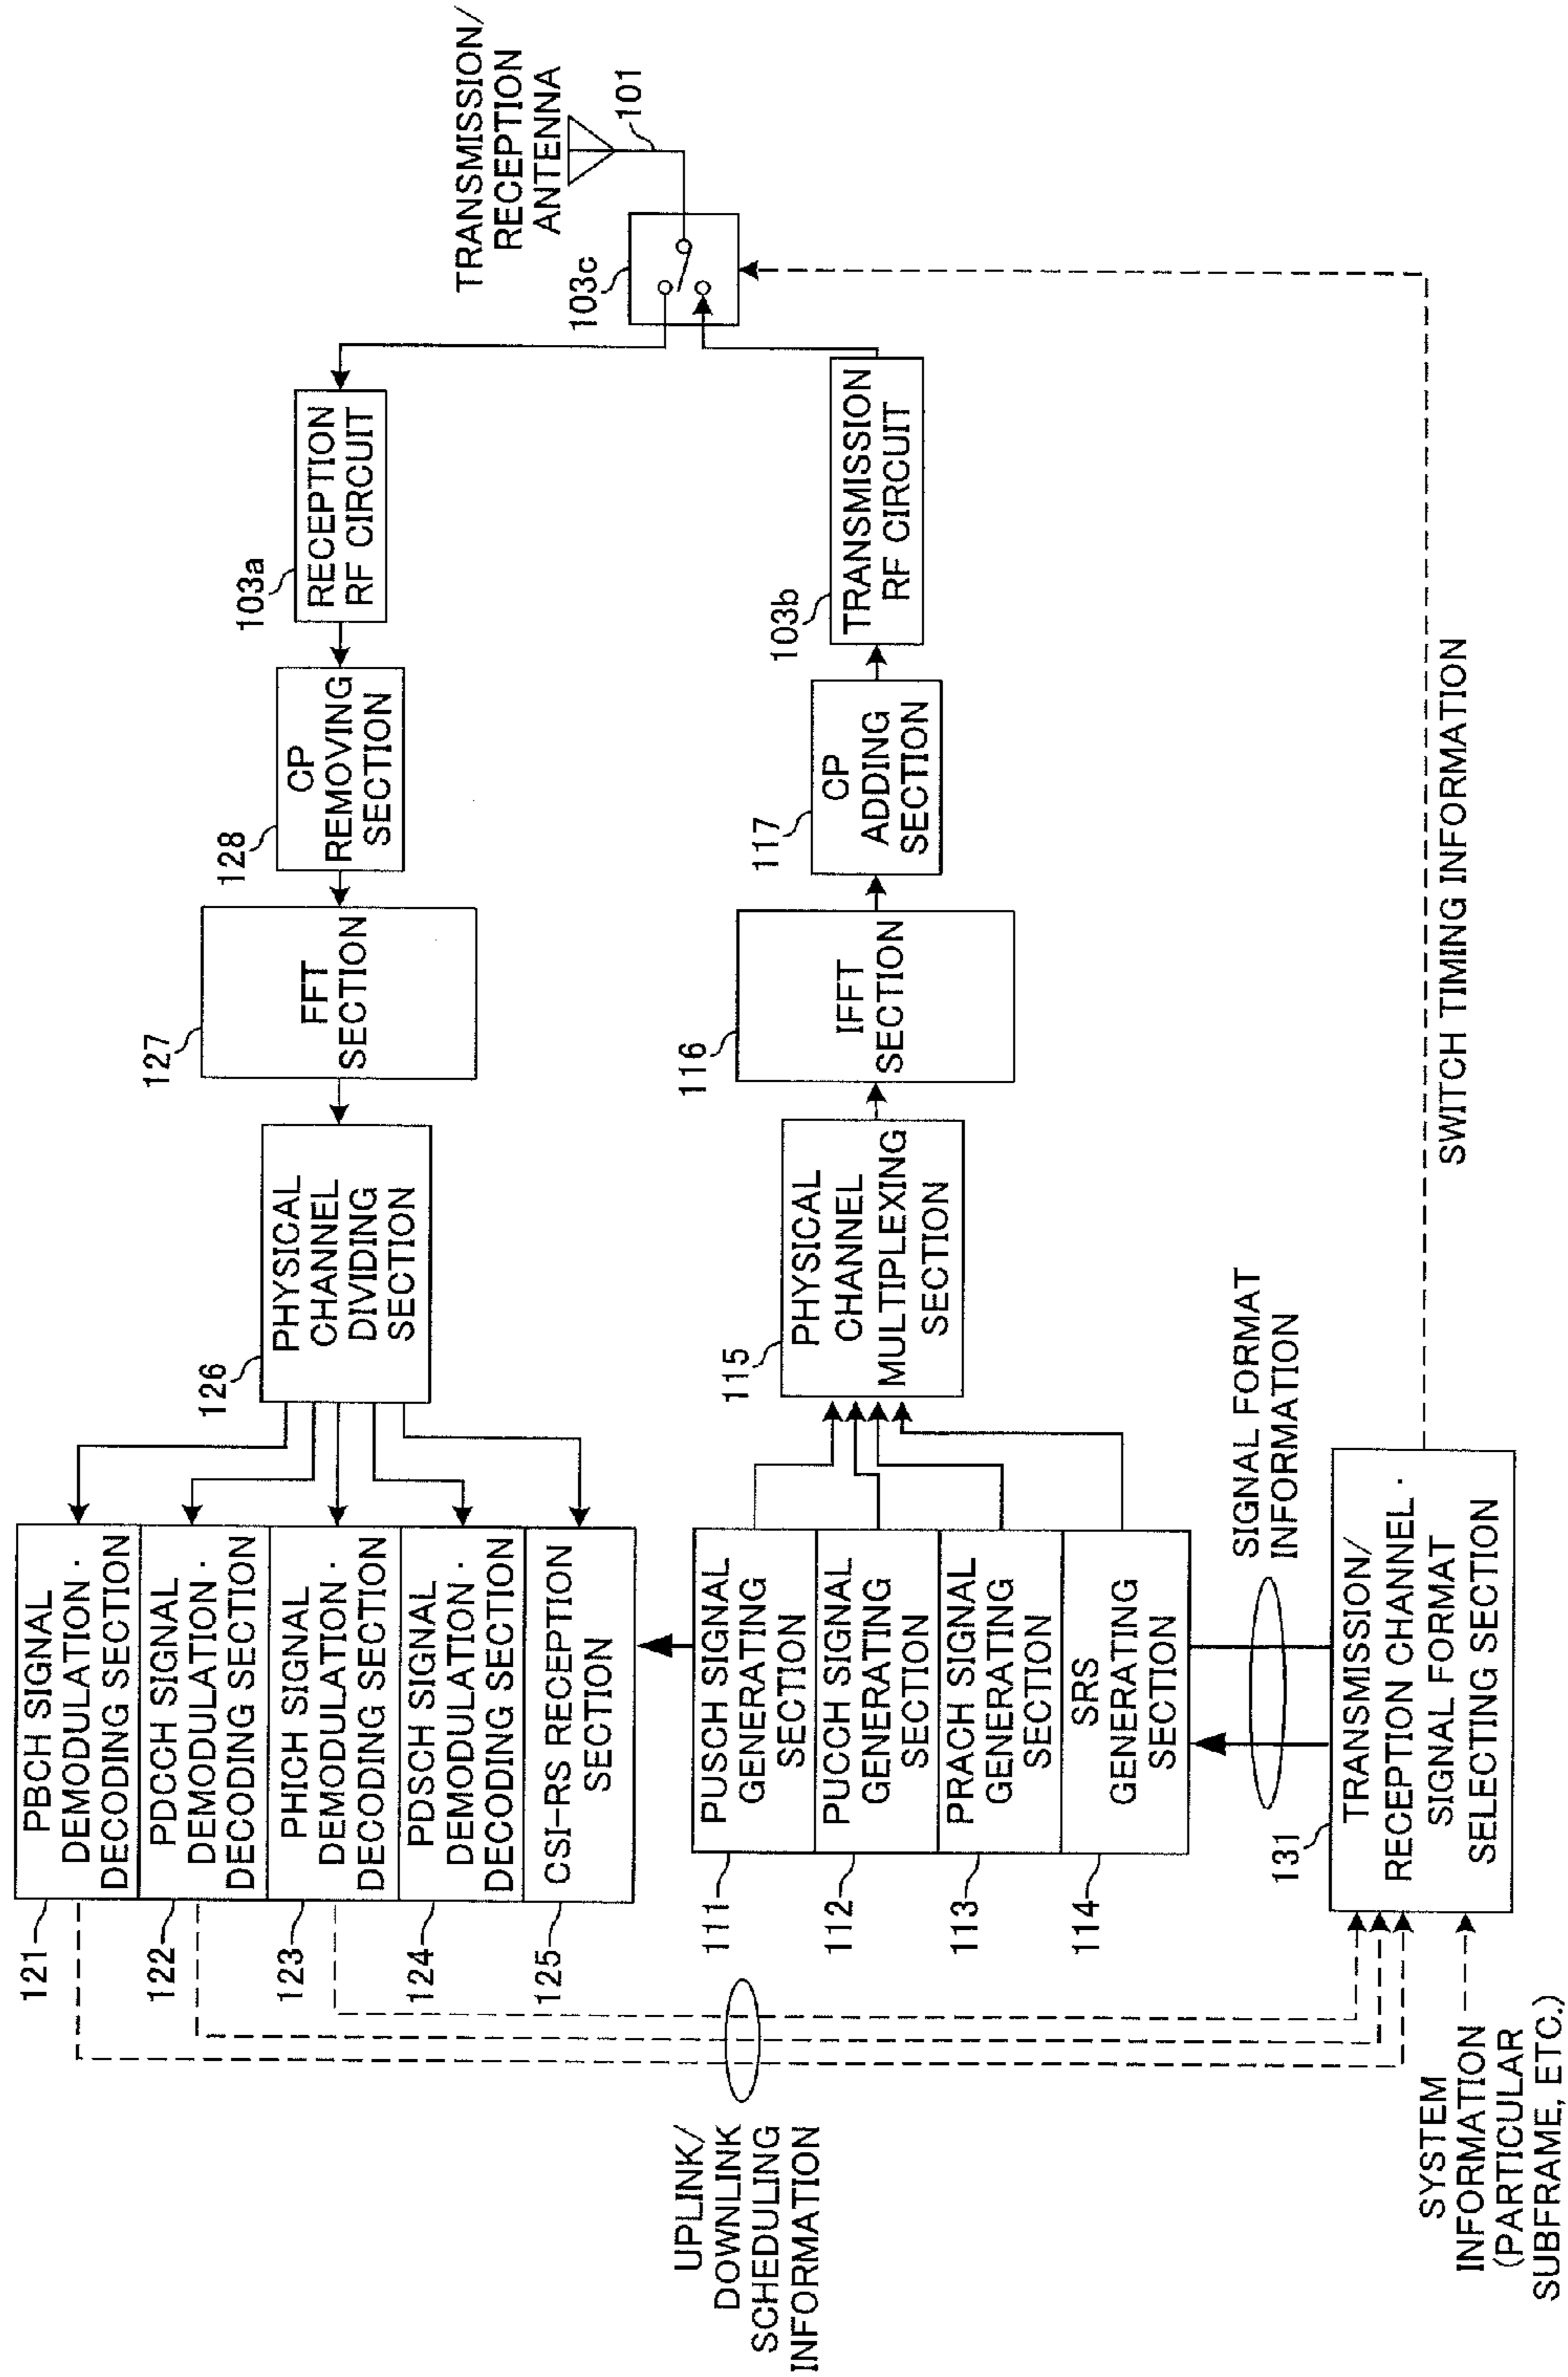 TRANSMISSION/
RECEPTION
ANTENNA
101
103c
103a
RECEPTION
RF CIRCUIT
128
CP
REMOVING
SECTION
127
FFT
SECTION
126
PHYSICAL
CHANNEL
DIVIDING
SECTION
121
PBCH SIGNAL
DEMODULATION ·
DECODING SECTION
122
PDCCH SIGNAL
DEMODULATION ·
DECODING SECTION
123
PHICH SIGNAL
DEMODULATION ·
DECODING SECTION
124
PDSCH SIGNAL
DEMODULATION ·
DECODING SECTION
125
CSI-RS RECEPTION
SECTION
103b
TRANSMISSION
RF CIRCUIT
117
CP
ADDING
SECTION
116
IFFT
SECTION
115
PHYSICAL
CHANNEL
MULTIPLEXING
SECTION
111
PUSCH SIGNAL
GENERATING
SECTION
112
PUCCH SIGNAL
GENERATING
SECTION
113
PRACH SIGNAL
GENERATING
SECTION
114
SRS
GENERATING
SECTION
UPLINK/
DOWNLINK
SCHEDULING
INFORMATION
SIGNAL FORMAT
INFORMATION
131
TRANSMISSION/
RECEPTION CHANNEL ·
SIGNAL FORMAT
SELECTING SECTION
SYSTEM
INFORMATION
(PARTICULAR
SUBFRAME, ETC.)
SWITCH TIMING INFORMATION